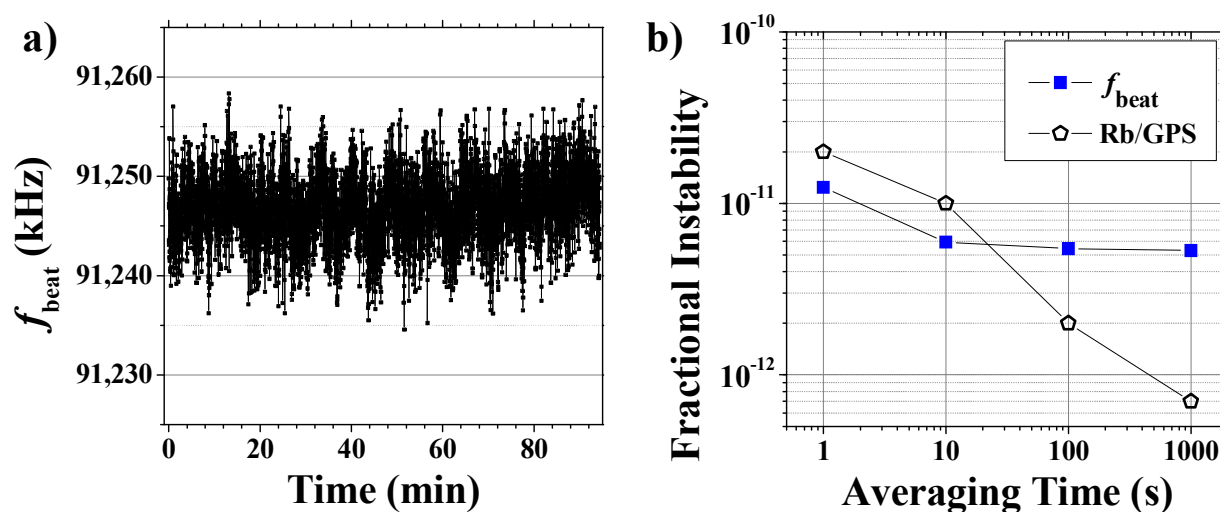 a)
91,260
91,250
91,240
91,230
f_beat (kHz)
0 20 40 60 80
Time (min)
b)
10^-10
10^-11
10^-12
Fractional Instability
f_beat
Rb/GPS
1 10 100 1000
Averaging Time (s)